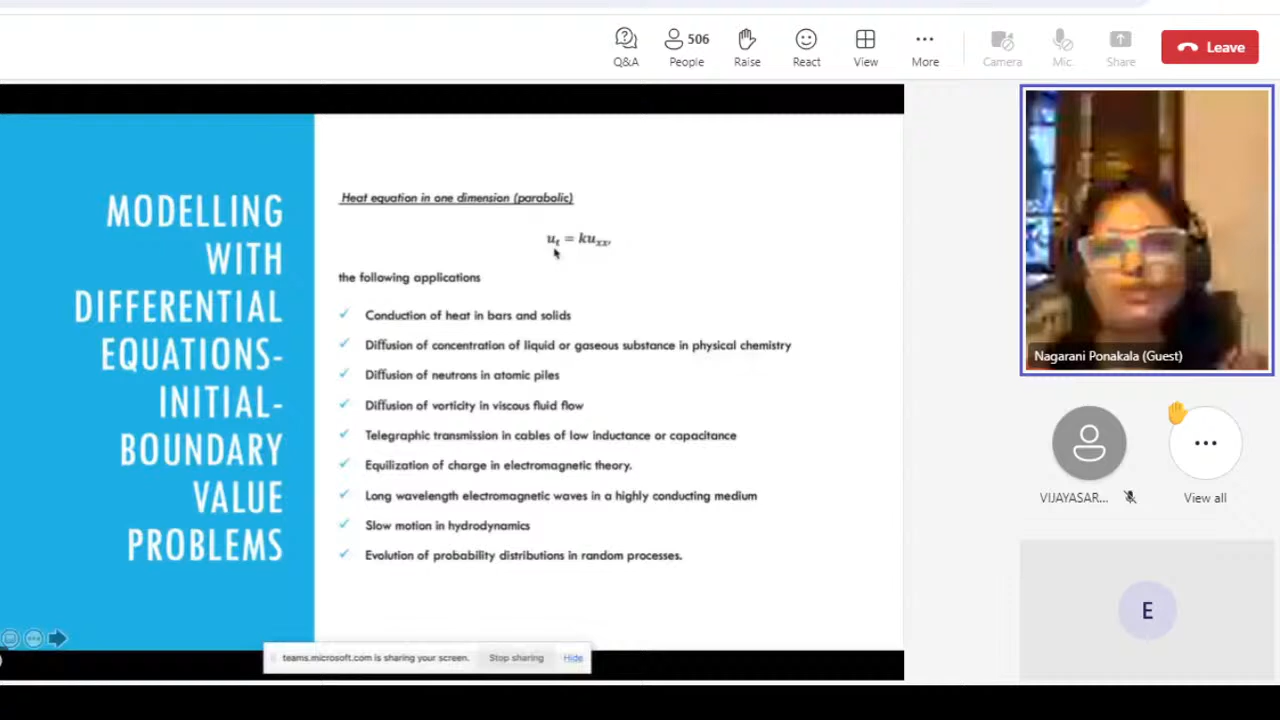 Q&A
506
People
Raise
React
View
More
Camera
Mic
Share
Leave
MODELLING
WITH
DIFFERENTIAL
EQUATIONS-
INITIAL-
BOUNDARY
VALUE
PROBLEMS
Heat equation in one dimension (parabolic)
uₜ = kuₓₓ,
the following applications
✓ Conduction of heat in bars and solids
✓ Diffusion of concentration of liquid or gaseous substance in physical chemistry
✓ Diffusion of neutrons in atomic piles
✓ Diffusion of vorticity in viscous fluid flow
✓ Telegraphic transmission in cables of low inductance or capacitance
✓ Equilization of charge in electromagnetic theory.
✓ Long wavelength electromagnetic waves in a highly conducting medium
✓ Slow motion in hydrodynamics
✓ Evolution of probability distributions in random processes.
teams.microsoft.com is sharing your screen.
Stop sharing
Hide
Nagarani Ponakala (Guest)
VIJAYASAR...
View all
E